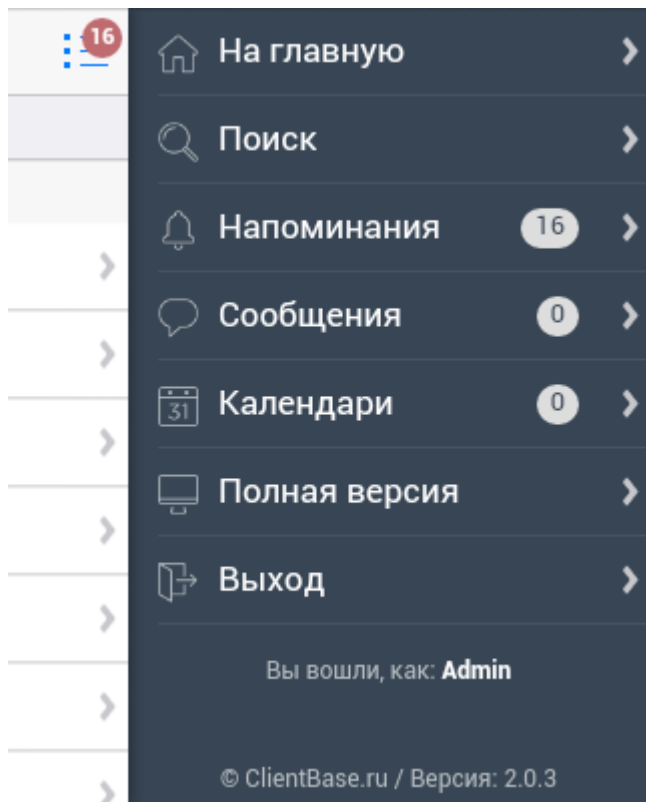 16
На главную
Поиск
Напоминания 16
Сообщения 0
31 Календари 0
Полная версия
Выход
Вы вошли, как: Admin
© ClientBase.ru / Версия: 2.0.3